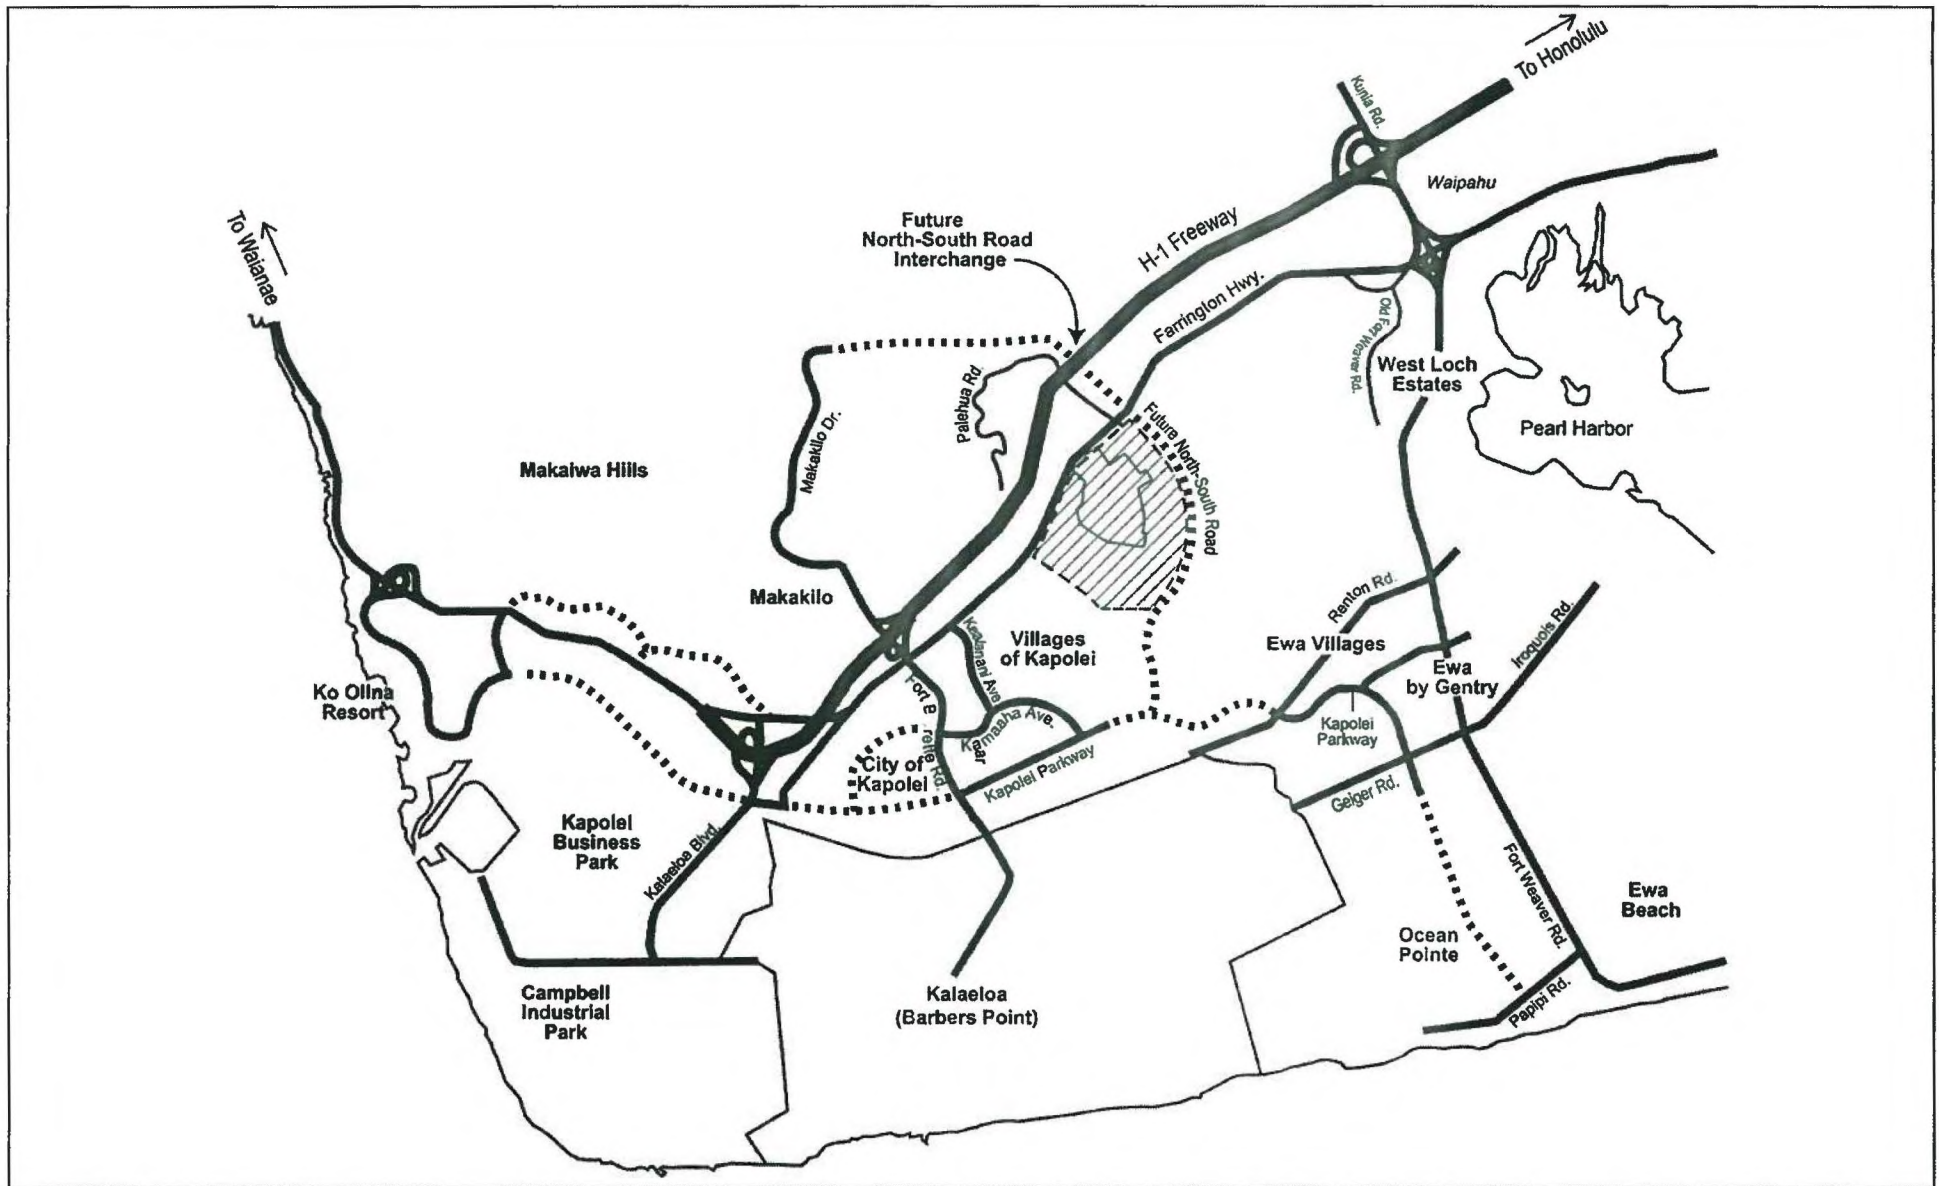 To Honolulu
Kunia Rd.
Waipahu
Future
North-South Road
Interchange
H-1 Freeway
To Waianae
Farrington Hwy.
Old Fort Weaver Rd.
West Loch
Estates
Pearl Harbor
Palehua Rd.
Makakilo Dr.
Future North-South Road
Makaiwa Hills
Makakilo
Renton Rd.
Iroquois Rd.
Kealanani Ave.
Villages
of Kapolei
Ewa Villages
Ewa
by Gentry
Ko Olina
Resort
Fort B rette Rd.
Kamaaha Ave.
Kapolei
Parkway
City of
Kapolei
Kapolei Parkway
Geiger Rd.
Kapolei
Business
Park
Kalaeloa Blvd.
Fort Weaver Rd.
Ewa
Beach
Ocean
Pointe
Campbell
Industrial
Park
Kalaeloa
(Barbers Point)
Papipi Rd.